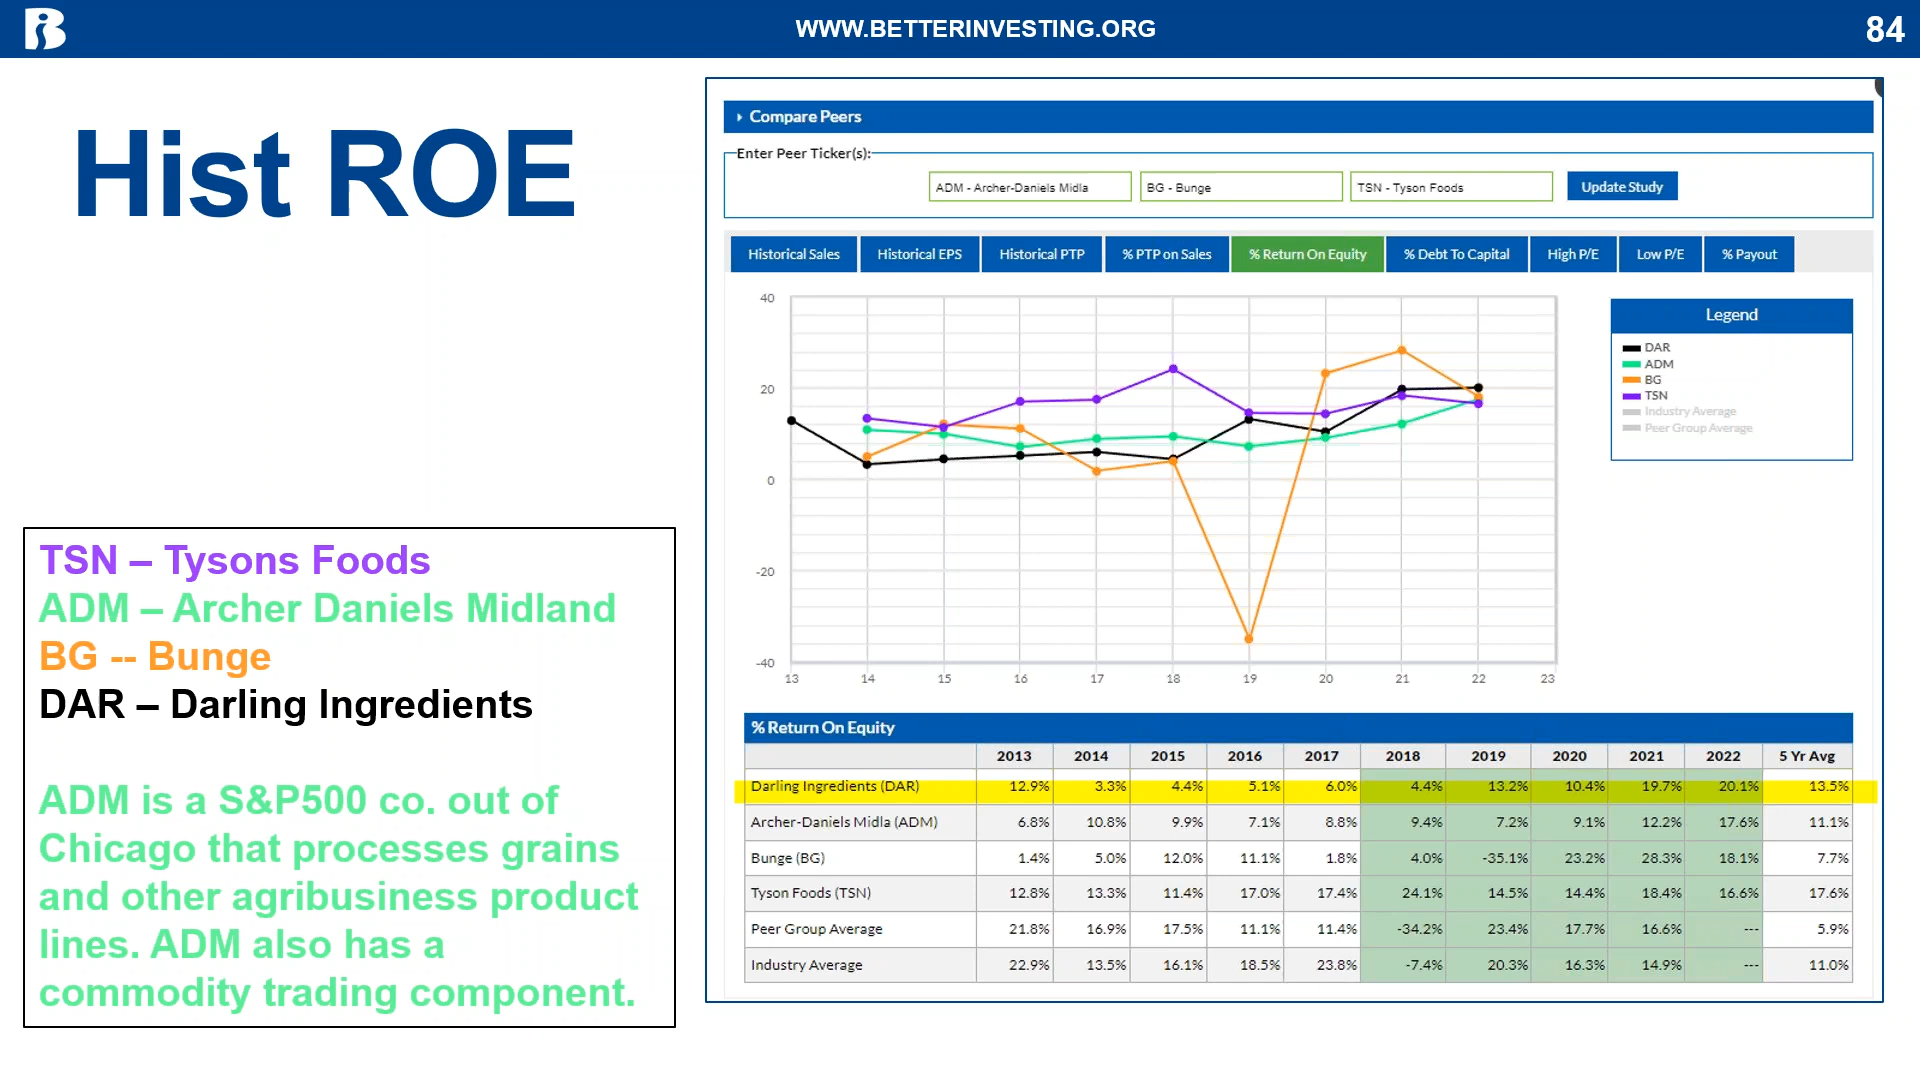 WWW.BETTERINVESTING.ORG
84
Hist ROE
TSN – Tysons Foods
ADM – Archer Daniels Midland
BG -- Bunge
DAR – Darling Ingredients
ADM is a S&P500 co. out of
Chicago that processes grains
and other agribusiness product
lines. ADM also has a
commodity trading component.
Compare Peers
Enter Peer Ticker(s):
ADM - Archer-Daniels Midla BG - Bunge TSN - Tyson Foods Update Study
Historical Sales Historical EPS Historical PTP % PTP on Sales % Return On Equity % Debt To Capital High P/E Low P/E % Payout
40
20
0
-20
-40
13 14 15 16 17 18 19 20 21 22 23
Legend
DAR
ADM
BG
TSN
Industry Average
Peer Group Average
% Return On Equity
2013 2014 2015 2016 2017 2018 2019 2020 2021 2022 5 Yr Avg
Darling Ingredients (DAR) 12.9% 3.3% 4.4% 5.1% 6.0% 4.4% 13.2% 10.4% 19.7% 20.1% 13.5%
Archer-Daniels Midla (ADM) 6.8% 10.8% 9.9% 7.1% 8.8% 9.4% 7.2% 9.1% 12.2% 17.6% 11.1%
Bunge (BG) 1.4% 5.0% 12.0% 11.1% 1.8% 4.0% -35.1% 23.2% 28.3% 18.1% 7.7%
Tyson Foods (TSN) 12.8% 13.3% 11.4% 17.0% 17.4% 24.1% 14.5% 14.4% 18.4% 16.6% 17.6%
Peer Group Average 21.8% 16.9% 17.5% 11.1% 11.4% -34.2% 23.4% 17.7% 16.6% --- 5.9%
Industry Average 22.9% 13.5% 16.1% 18.5% 23.8% -7.4% 20.3% 16.3% 14.9% --- 11.0%